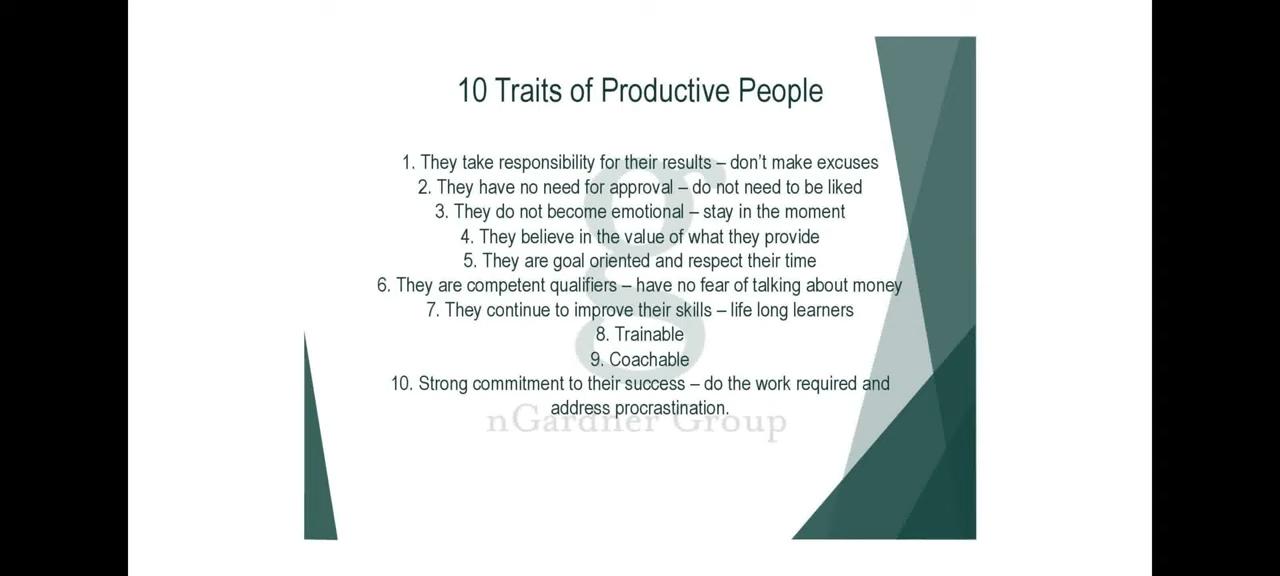 10 Traits of Productive People
1. They take responsibility for their results – don't make excuses
2. They have no need for approval – do not need to be liked
3. They do not become emotional – stay in the moment
4. They believe in the value of what they provide
5. They are goal oriented and respect their time
6. They are competent qualifiers – have no fear of talking about money
7. They continue to improve their skills – life long learners
8. Trainable
9. Coachable
10. Strong commitment to their success – do the work required and
address procrastination.
g
nGardner Group